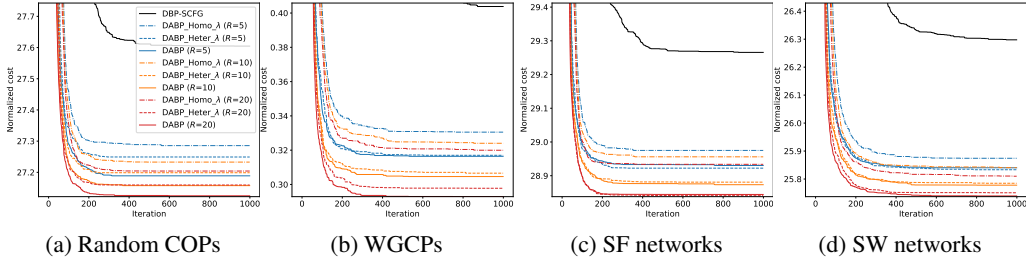 27.7
27.6
27.5
27.4
27.3
27.2
Normalized cost
0 200 400 600 800 1000
Iteration
DBP-SCFG
DABP_Homo_λ (R=5)
DABP_Heter_λ (R=5)
DABP (R=5)
DABP_Homo_λ (R=10)
DABP_Heter_λ (R=10)
DABP (R=10)
DABP_Homo_λ (R=20)
DABP_Heter_λ (R=20)
DABP (R=20)
(a) Random COPs
0.40
0.38
0.36
0.34
0.32
0.30
Normalized cost
0 200 400 600 800 1000
Iteration
(b) WGCPs
29.4
29.3
29.2
29.1
29.0
28.9
Normalized cost
0 200 400 600 800 1000
Iteration
(c) SF networks
26.4
26.3
26.2
26.1
26.0
25.9
25.8
Normalized cost
0 200 400 600 800 1000
Iteration
(d) SW networks